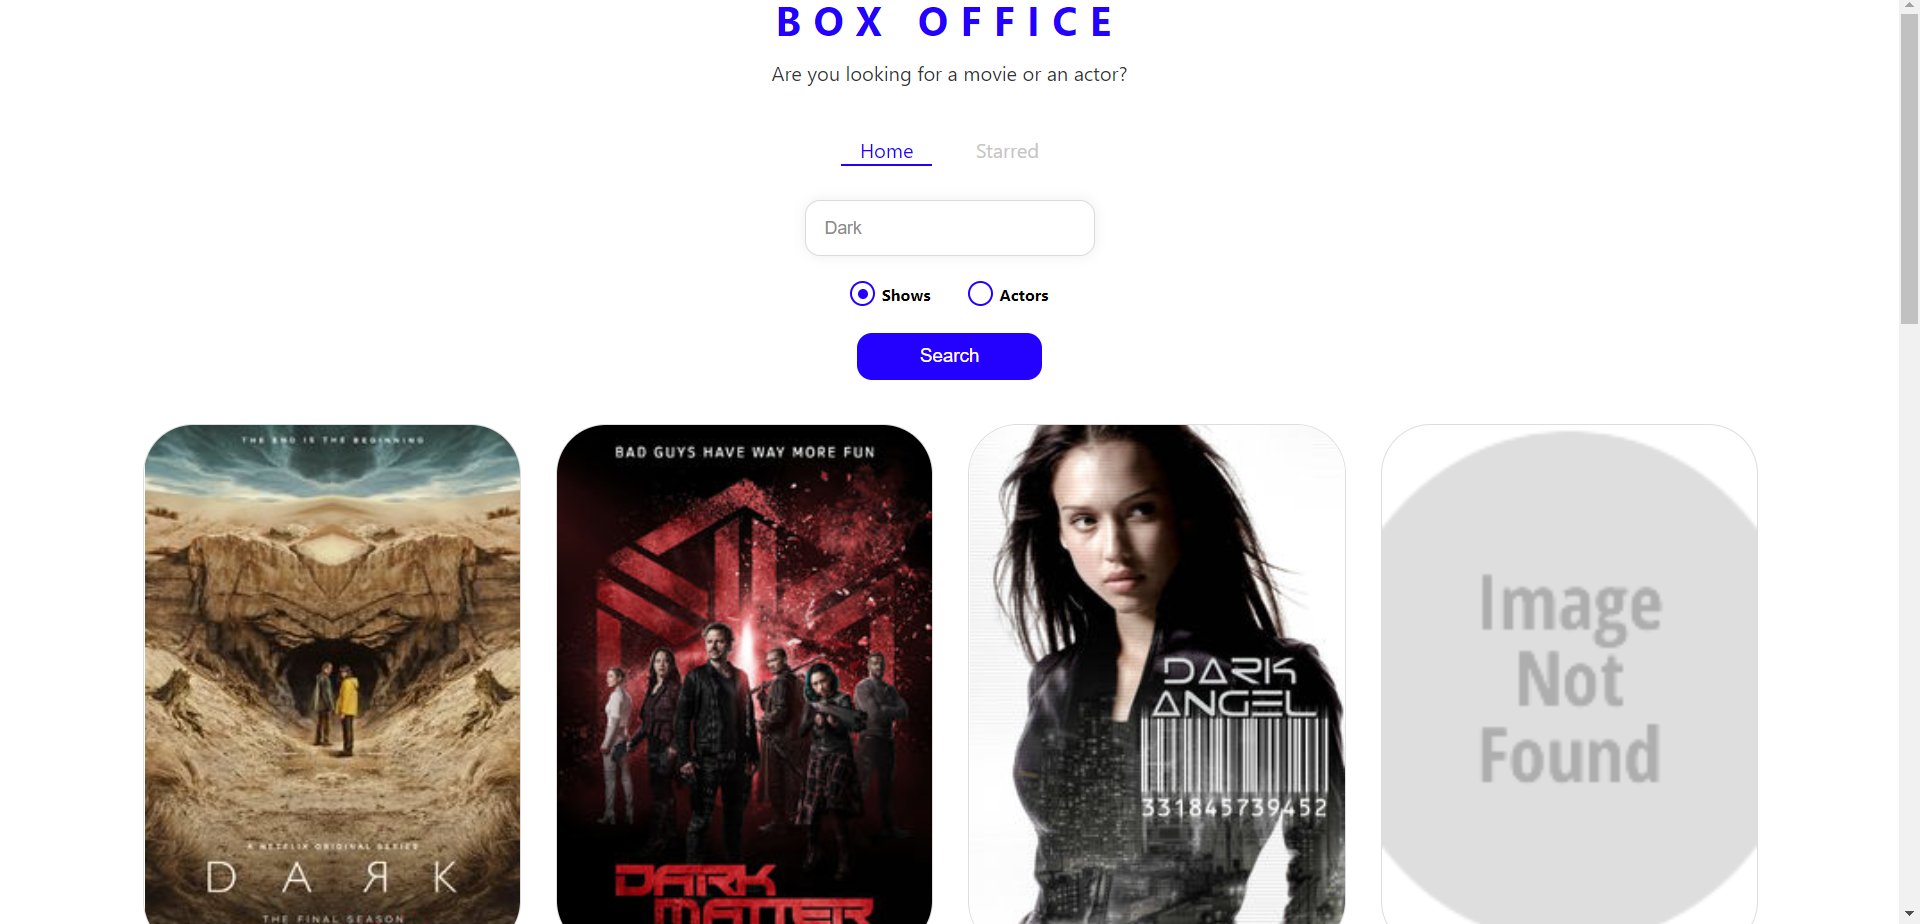 BOX OFFICE
Are you looking for a movie or an actor?
Home Starred
Dark
Shows Actors
Search
THE END IS THE BEGINNING
A NETFLIX ORIGINAL SERIES
DAЯK
THE FINAL SEASON
BAD GUYS HAVE WAY MORE FUN
DARK
MATTER
DARK
ANGEL
331845739452
Image
Not
Found